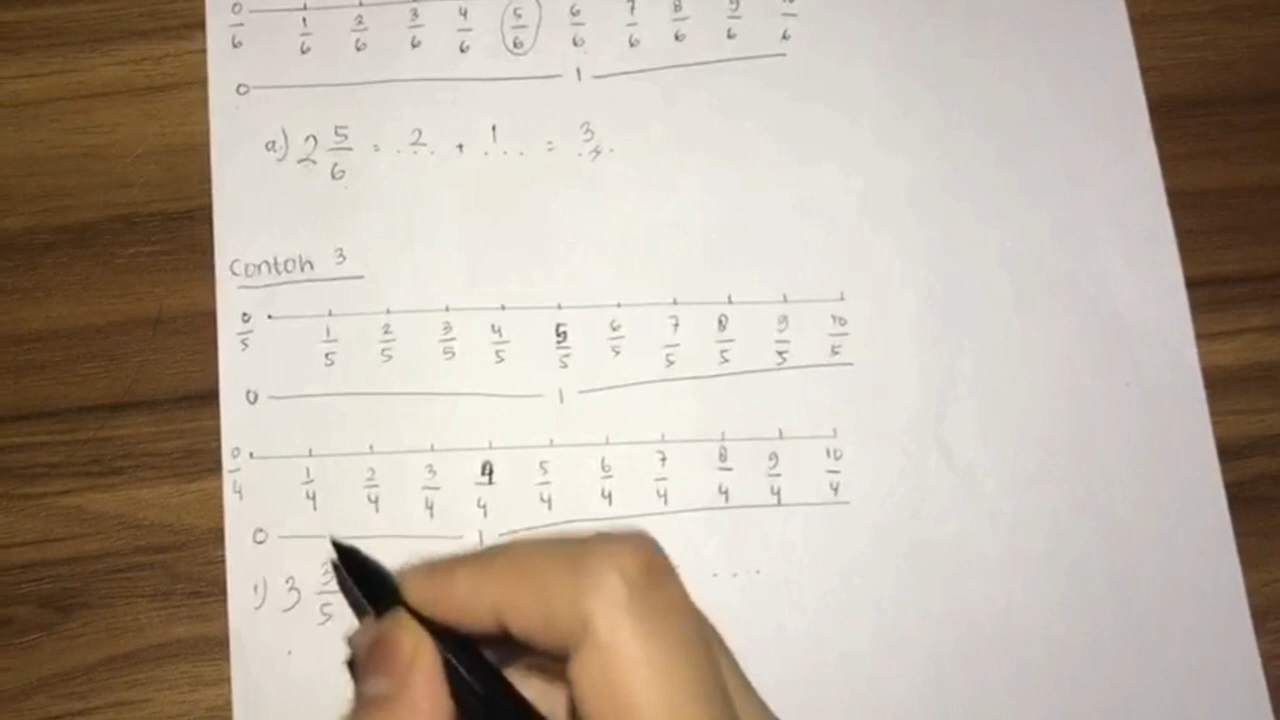 0/6 1/6 2/6 3/6 4/6 5/6 6/6 7/6 8/6 9/6
0 1
a.) 2 5/6 = ..2.. + ..1.. = ..3..
Contoh 3
0/5 1/5 2/5 3/5 4/5 5/5 6/5 7/5 8/5 9/5 10/5
0 1
0/4 1/4 2/4 3/4 4/4 5/4 6/4 7/4 8/4 9/4 10/4
0 1
1) 3 3/5 ....